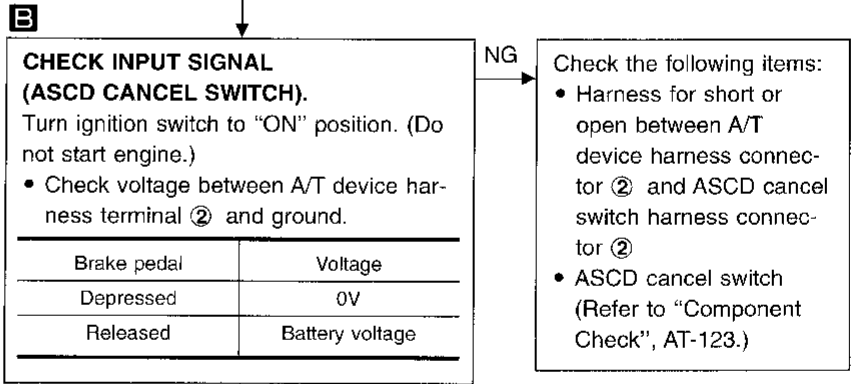 B
CHECK INPUT SIGNAL
(ASCD CANCEL SWITCH).
Turn ignition switch to “ON” position. (Do
not start engine.)
• Check voltage between A/T device har-
ness terminal ② and ground.
Brake pedal Voltage
Depressed 0V
Released Battery voltage
NG
Check the following items:
• Harness for short or
open between A/T
device harness connec-
tor ② and ASCD cancel
switch harness connec-
tor ②
• ASCD cancel switch
(Refer to “Component
Check”, AT-123.)